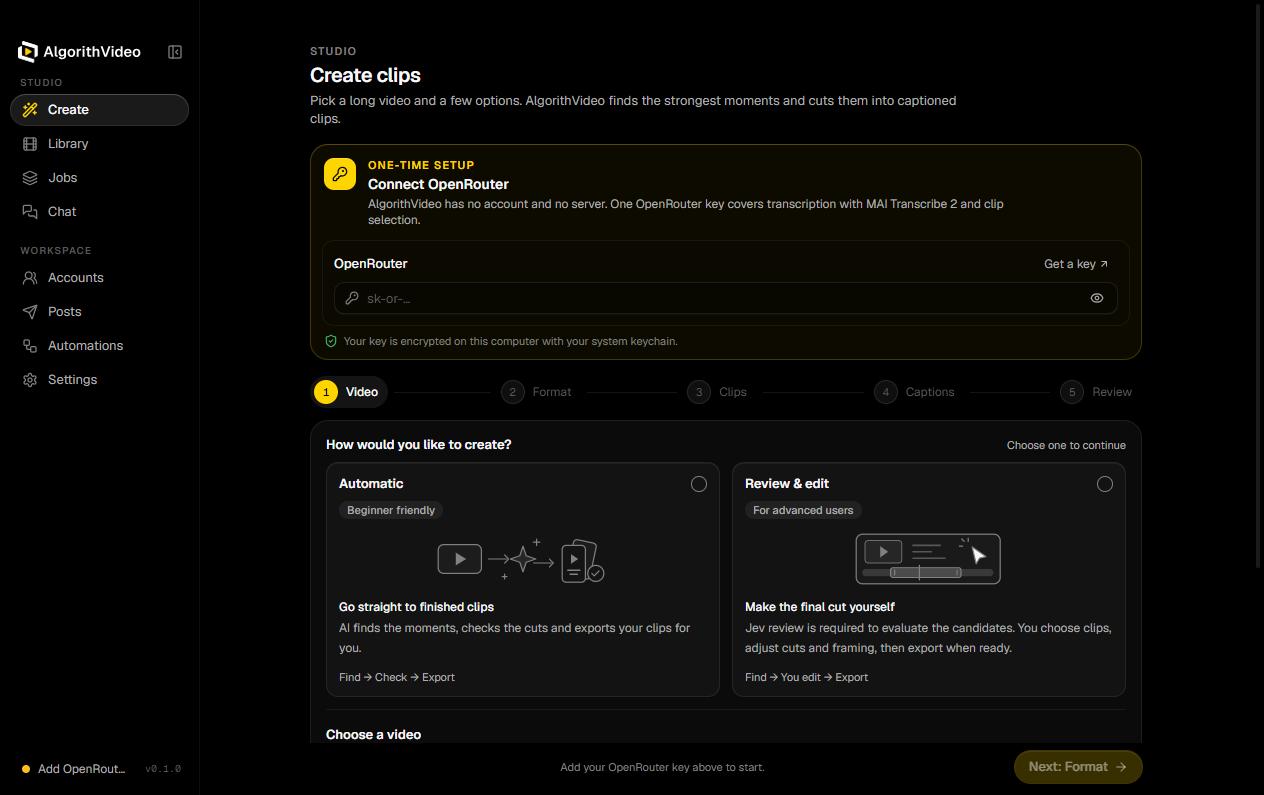 AlgorithVideo
STUDIO
Create
Library
Jobs
Chat
WORKSPACE
Accounts
Posts
Automations
Settings
Add OpenRout... v0.1.0
STUDIO
Create clips
Pick a long video and a few options. AlgorithVideo finds the strongest moments and cuts them into captioned
clips.
ONE-TIME SETUP
Connect OpenRouter
AlgorithVideo has no account and no server. One OpenRouter key covers transcription with MAI Transcribe 2 and clip
selection.
OpenRouter
Get a key ↗
sk-or-...
Your key is encrypted on this computer with your system keychain.
1 Video
2 Format
3 Clips
4 Captions
5 Review
How would you like to create?
Choose one to continue
Automatic
Beginner friendly
Go straight to finished clips
AI finds the moments, checks the cuts and exports your clips for
you.
Find → Check → Export
Review & edit
For advanced users
Make the final cut yourself
Jev review is required to evaluate the candidates. You choose clips,
adjust cuts and framing, then export when ready.
Find → You edit → Export
Choose a video
Add your OpenRouter key above to start.
Next: Format →